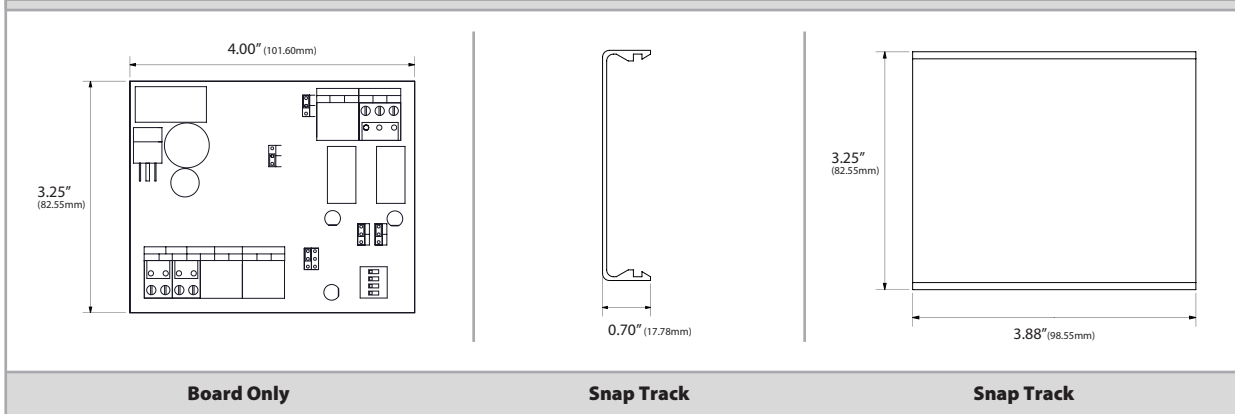 4.00" (101.60mm)
3.25"
(82.55mm)
0.70" (17.78mm)
3.25"
(82.55mm)
3.88"(98.55mm)
Board Only
Snap Track
Snap Track